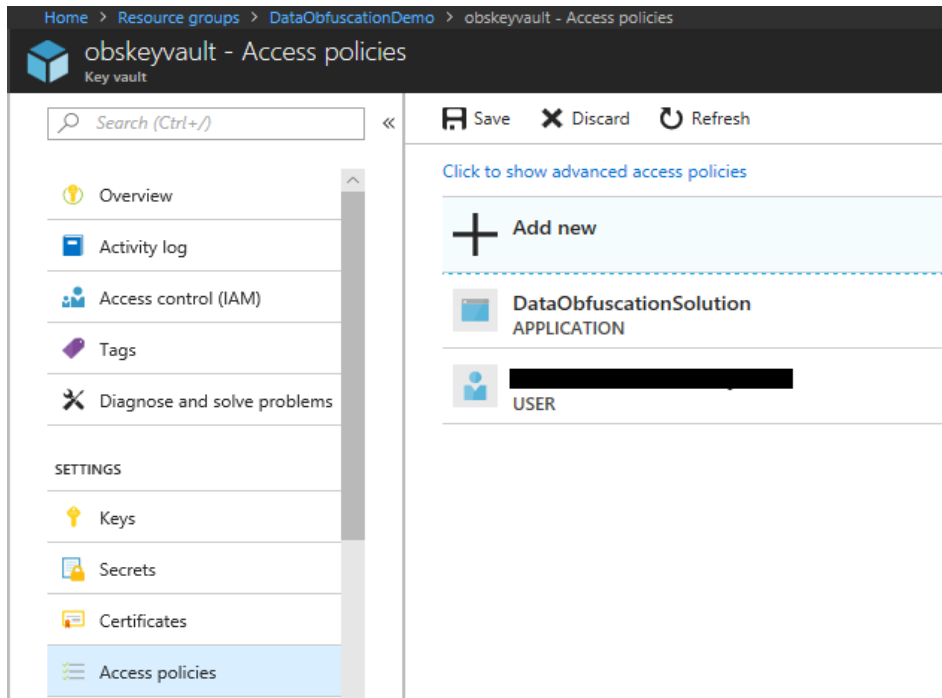 Home > Resource groups > DataObfuscationDemo > obskeyvault - Access policies
obskeyvault - Access policies
Key vault
Search (Ctrl+/)
«
Save Discard Refresh
Click to show advanced access policies
Overview
Activity log
Access control (IAM)
Tags
Diagnose and solve problems
SETTINGS
Keys
Secrets
Certificates
Access policies
Add new
DataObfuscationSolution
APPLICATION
USER